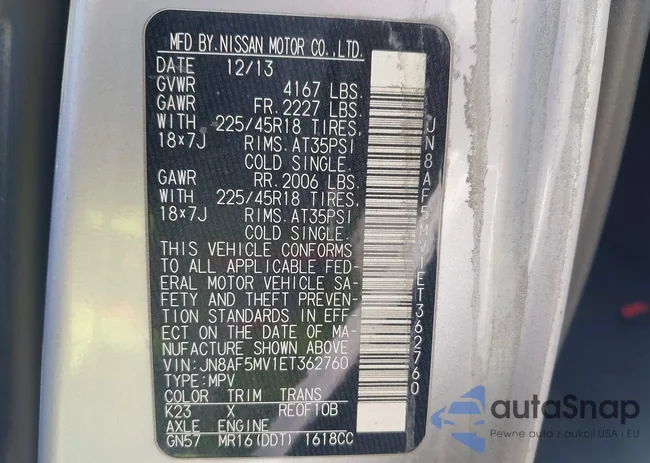 MFD BY.NISSAN MOTOR CO.,LTD.
DATE 12/13
GVWR 4167 LBS.
GAWR FR. 2227 LBS.
WITH 225/45R18 TIRES,
18x7J RIMS.AT35PSI
COLD SINGLE.
GAWR RR. 2006 LBS.
WITH 225/45R18 TIRES,
18x7J RIMS.AT35PSI
COLD SINGLE.
THIS VEHICLE CONFORMS
TO ALL APPLICABLE FED-
ERAL MOTOR VEHICLE SA-
FETY AND THEFT PREVEN-
TION STANDARDS IN EFF-
ECT ON THE DATE OF MA-
NUFACTURE SHOWN ABOVE
VIN:JN8AF5MV1ET362760
TYPE:MPV
COLOR TRIM TRANS
K23 X RE0F10B
AXLE ENGINE
GN57 MR16(DDT) 1618CC
JN8AF5MV1ET362760
autoSnap
Pewne auta z aukcji USA i EU